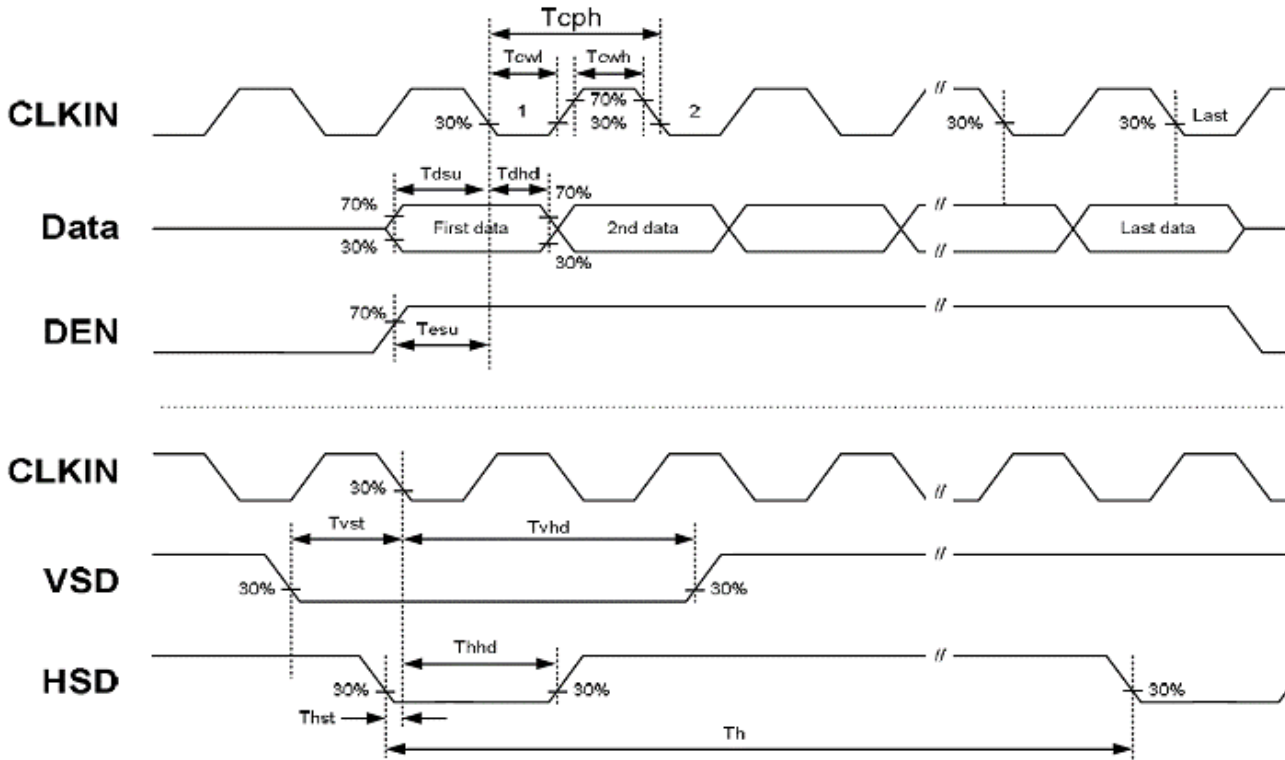 Tcph
Tcwl Tcwh
CLKIN 30% 1 70% 30% 2 // 30% 30% Last
Tdsu Tdhd
Data 70% 30% First data 70% 30% 2nd data // // Last data
DEN 70% Tesu //
CLKIN 30% //
Tvst Tvhd
VSD 30% 30% //
Thhd
HSD 30% 30% // 30%
Thst
Th